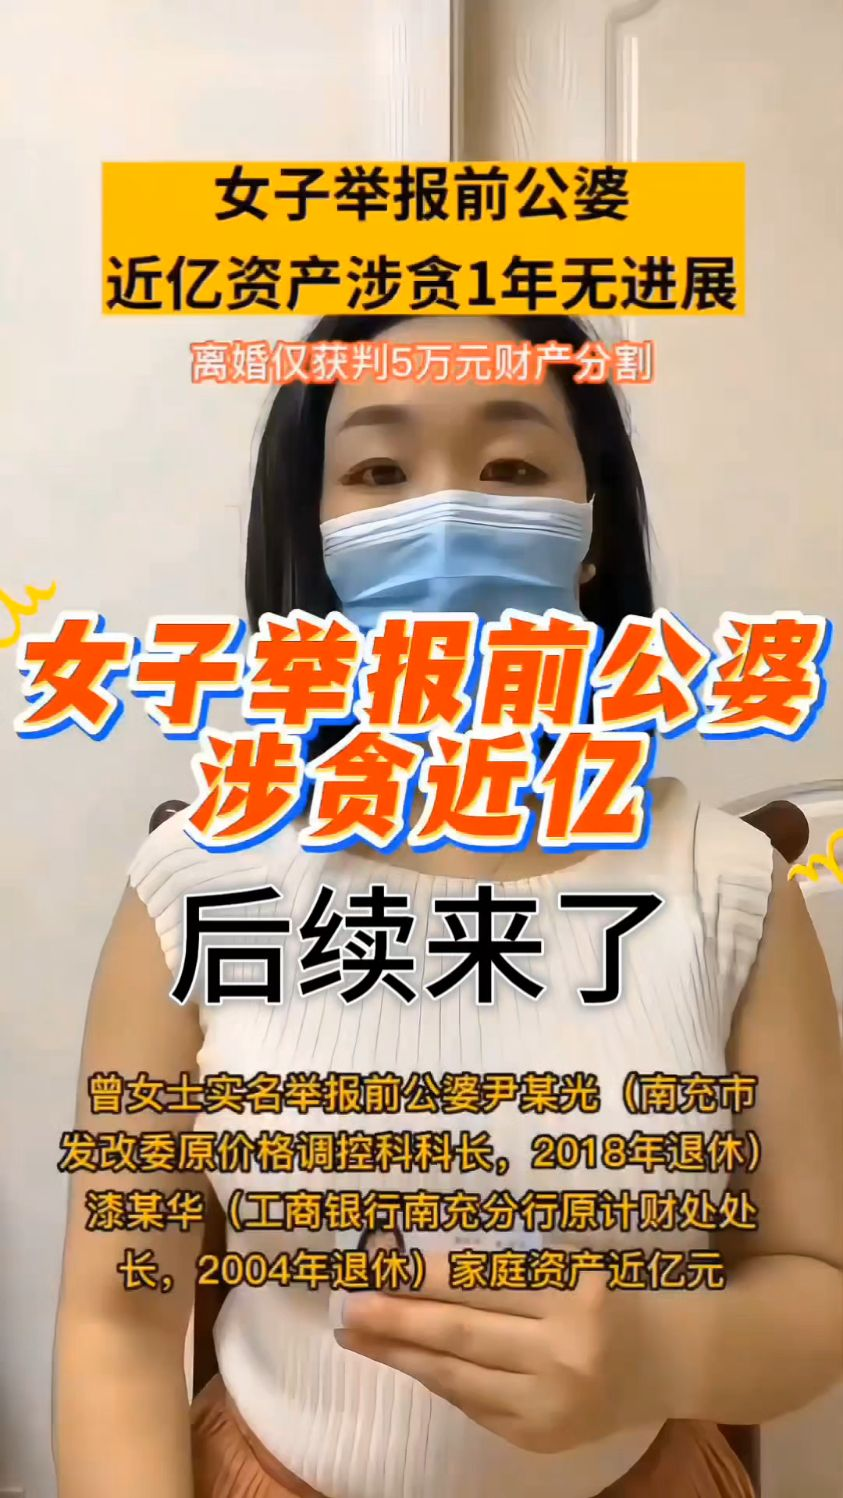 女子举报前公婆
近亿资产涉贪1年无进展
离婚仅获判5万元财产分割
女子举报前公婆
涉贪近亿
后续来了
曾女士实名举报前公婆尹某光（南充市
发改委原价格调控科科长，2018年退休）
漆某华（工商银行南充分行原计财处处
长，2004年退休）家庭资产近亿元